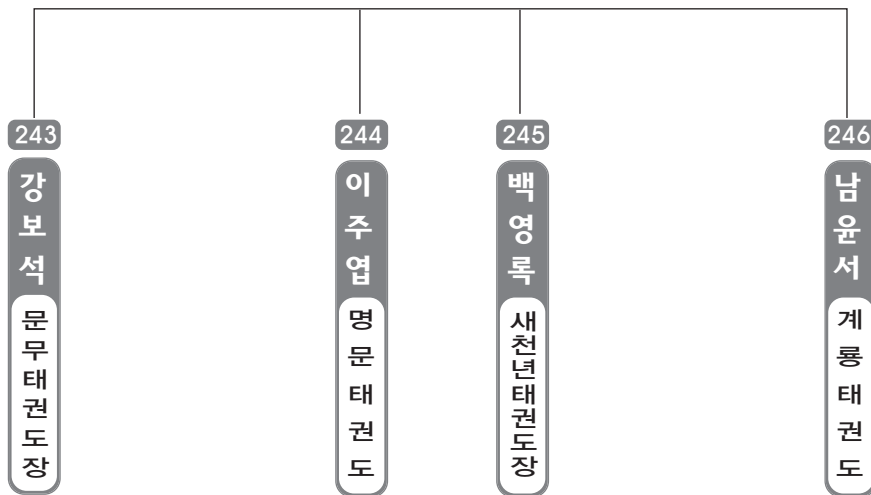 243
강보석
문무태권도장
244
이주엽
명문태권도
245
백영록
새천년태권도장
246
남윤서
계룡태권도